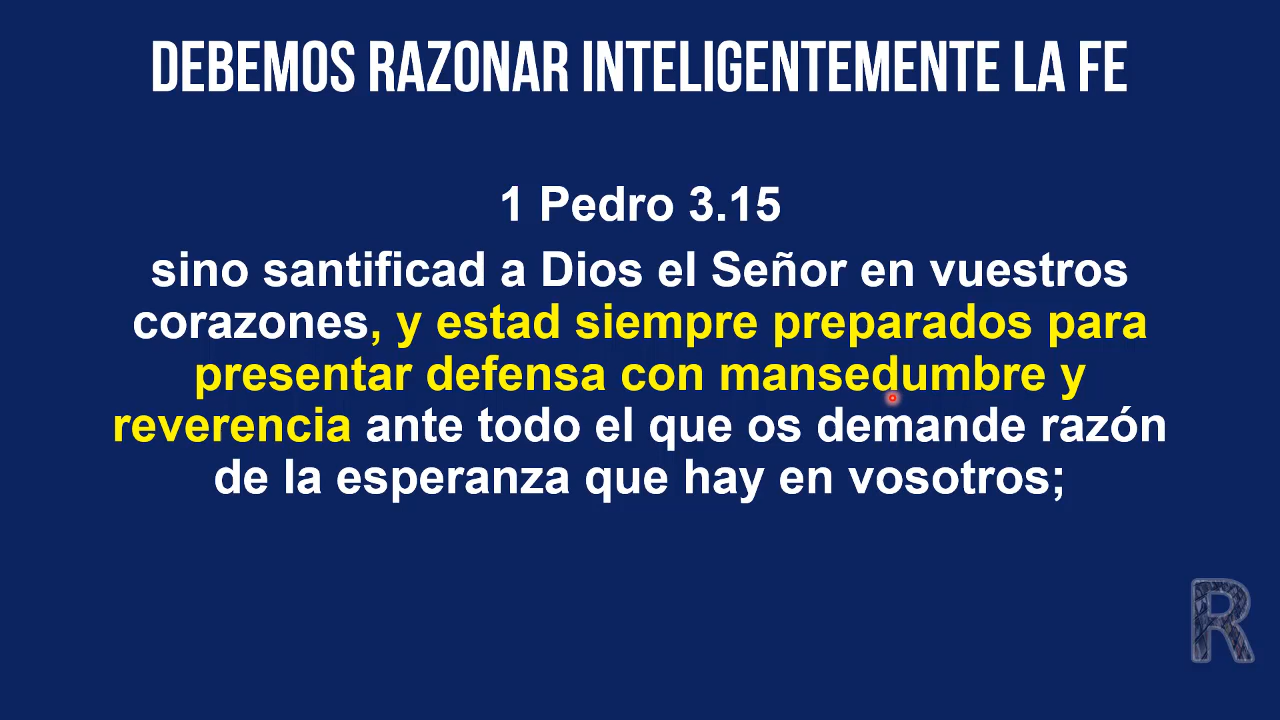 DEBEMOS RAZONAR INTELIGENTEMENTE LA FE
1 Pedro 3.15
sino santificad a Dios el Señor en vuestros
corazones, y estad siempre preparados para
presentar defensa con mansedumbre y
reverencia ante todo el que os demande razón
de la esperanza que hay en vosotros;
R